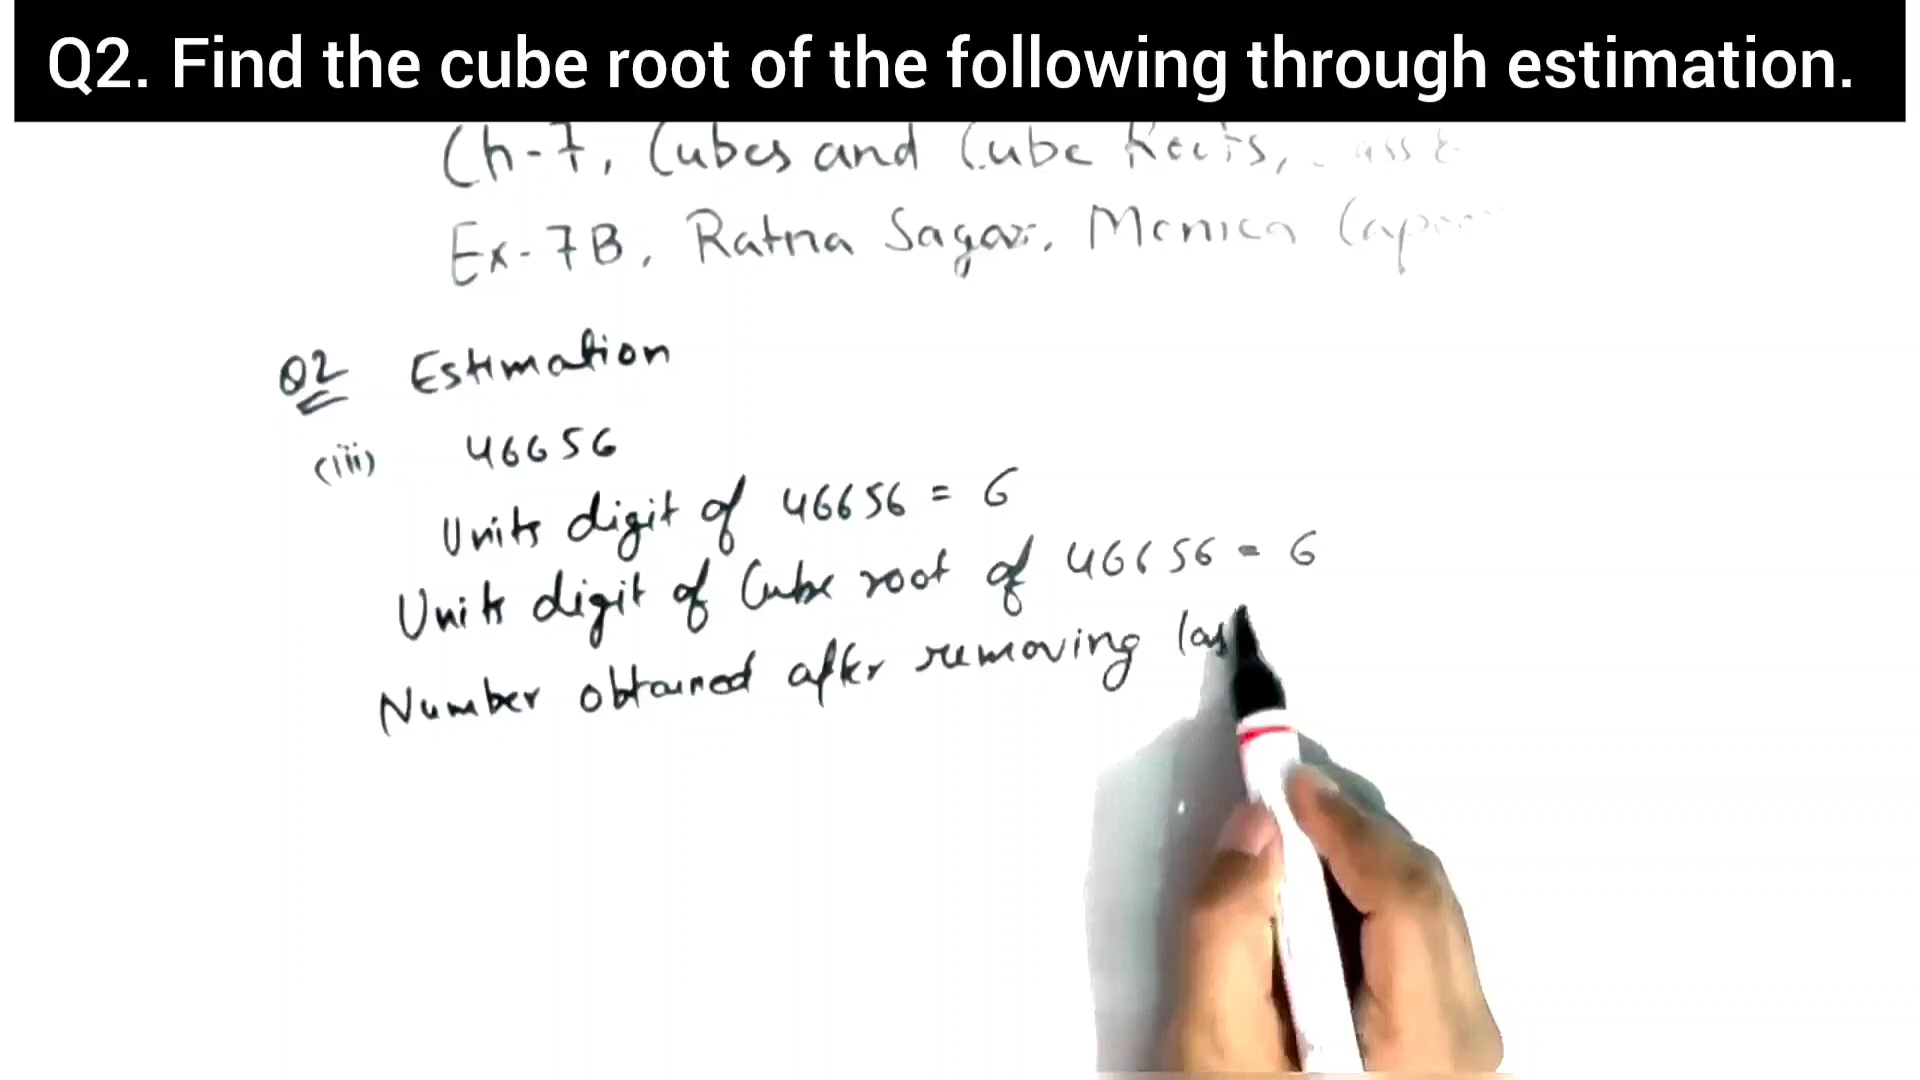 Q2. Find the cube root of the following through estimation.
Ch-7, Cubes and Cube Roots,
Ex-7B, Ratna Sagar, Monica
Q2 Estimation
(iii) 46656
Units digit of 46656 = 6
Units digit of Cube root of 46656 = 6
Number obtained after removing las